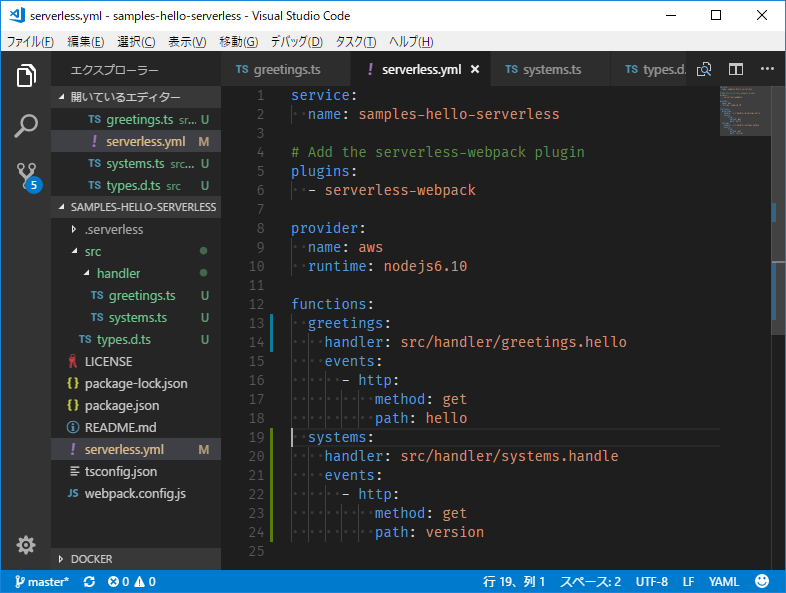 serverless.yml - samples-hello-serverless - Visual Studio Code
ファイル(F) 編集(E) 選択(C) 表示(V) 移動(G) デバッグ(D) タスク(T) ヘルプ(H)
エクスプローラー
開いているエディター
TS greetings.ts sr... U
! serverless.yml M
TS systems.ts src... U
TS types.d.ts src U
SAMPLES-HELLO-SERVERLESS
.serverless
src
handler
TS greetings.ts U
TS systems.ts U
TS types.d.ts U
LICENSE
{} package-lock.json
{} package.json
README.md
! serverless.yml M
tsconfig.json
JS webpack.config.js
DOCKER
5
TS greetings.ts ! serverless.yml × TS systems.ts TS types.d. ...
1 service:
2 name: samples-hello-serverless
3
4 # Add the serverless-webpack plugin
5 plugins:
6 - serverless-webpack
7
8 provider:
9 name: aws
10 runtime: nodejs6.10
11
12 functions:
13 greetings:
14 handler: src/handler/greetings.hello
15 events:
16 - http:
17 method: get
18 path: hello
19 systems:
20 handler: src/handler/systems.handle
21 events:
22 - http:
23 method: get
24 path: version
25
master* 0 0 行 19、列 1 スペース: 2 UTF-8 LF YAML